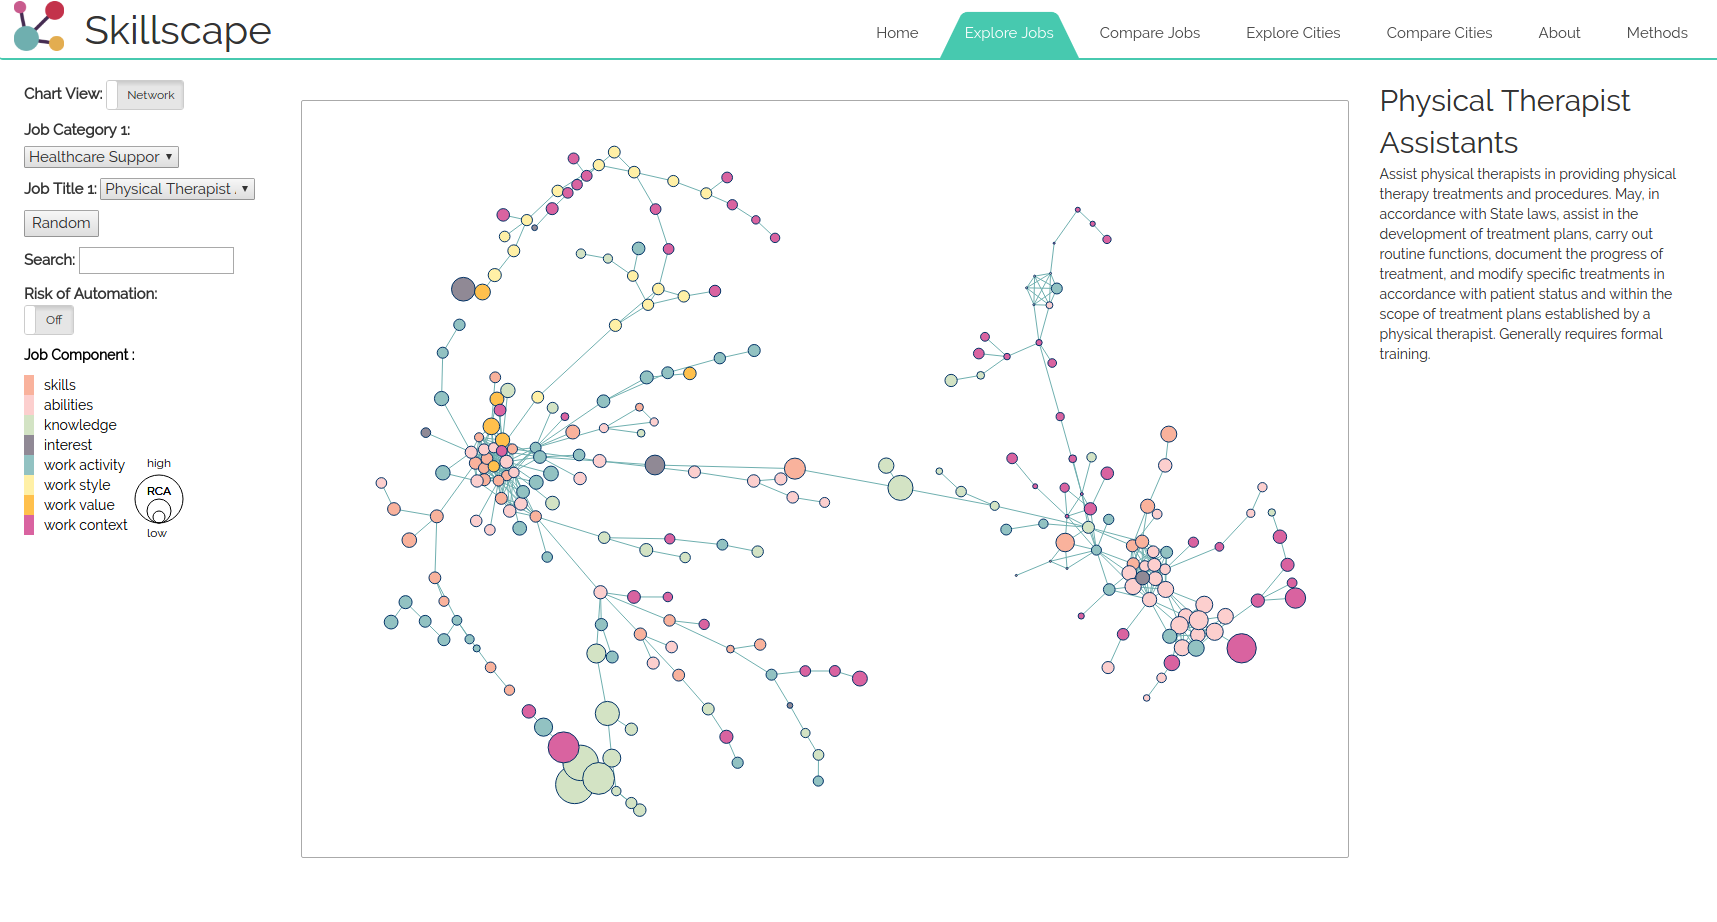 Skillscape
Home Explore Jobs Compare Jobs Explore Cities Compare Cities About Methods
Chart View: Network
Job Category 1:
Healthcare Suppor
Job Title 1: Physical Therapist .
Random
Search:
Risk of Automation:
Off
Job Component :
skills
abilities
knowledge
interest
work activity
work style
work value
work context
high
RCA
low
Physical Therapist
Assistants
Assist physical therapists in providing physical
therapy treatments and procedures. May, in
accordance with State laws, assist in the
development of treatment plans, carry out
routine functions, document the progress of
treatment, and modify specific treatments in
accordance with patient status and within the
scope of treatment plans established by a
physical therapist. Generally requires formal
training.